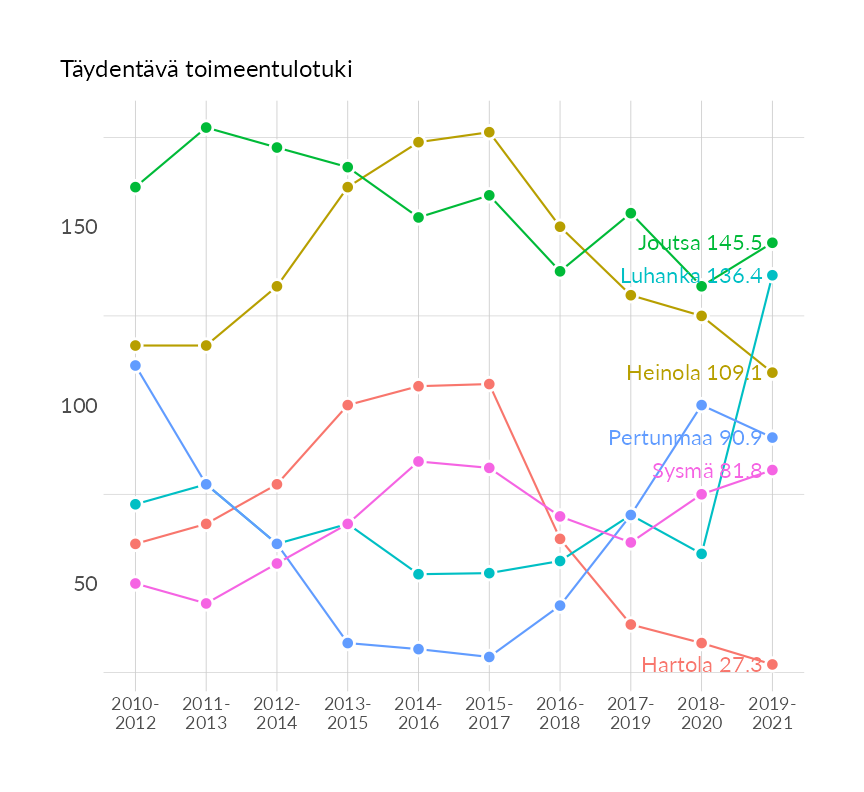 Täydentävä toimeentulotuki
150
100
50
Joutsa 145.5
Luhanka 136.4
Heinola 109.1
Pertunmaa 90.9
Sysmä 81.8
Hartola 27.3
2010- 2011- 2012- 2013- 2014- 2015- 2016- 2017- 2018- 2019-
2012 2013 2014 2015 2016 2017 2018 2019 2020 2021